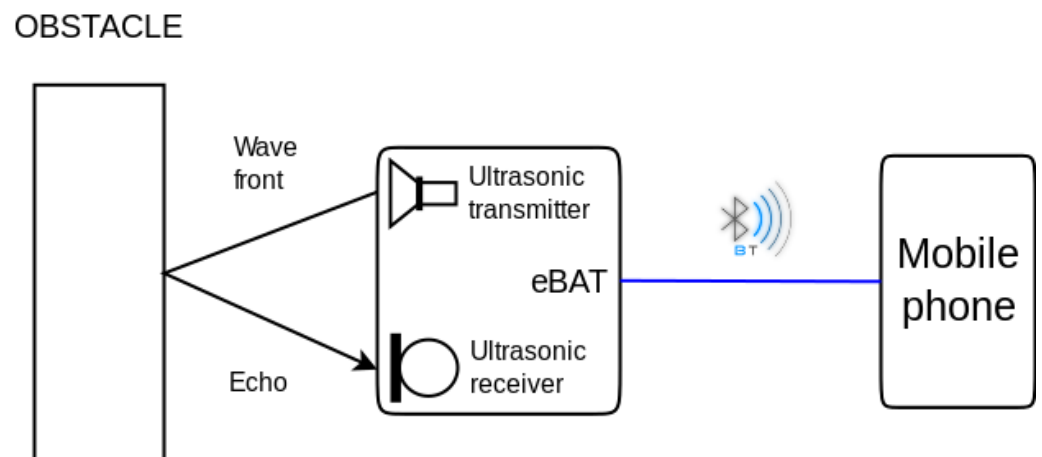 OBSTACLE
Wave
front
Ultrasonic
transmitter
BT
eBAT
Mobile
phone
Ultrasonic
receiver
Echo